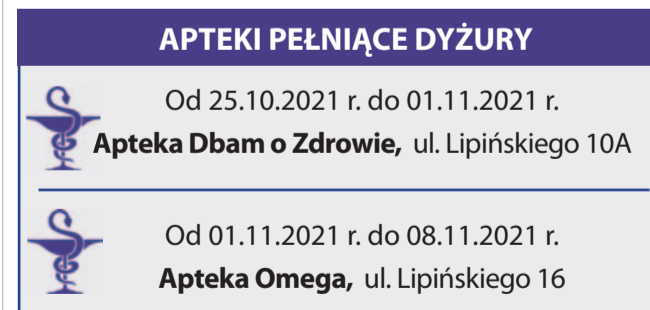 APTEKI PEŁNIĄCE DYŻURY
Od 25.10.2021 r. do 01.11.2021 r.
Apteka Dbam o Zdrowie, ul. Lipińskiego 10A
Od 01.11.2021 r. do 08.11.2021 r.
Apteka Omega, ul. Lipińskiego 16